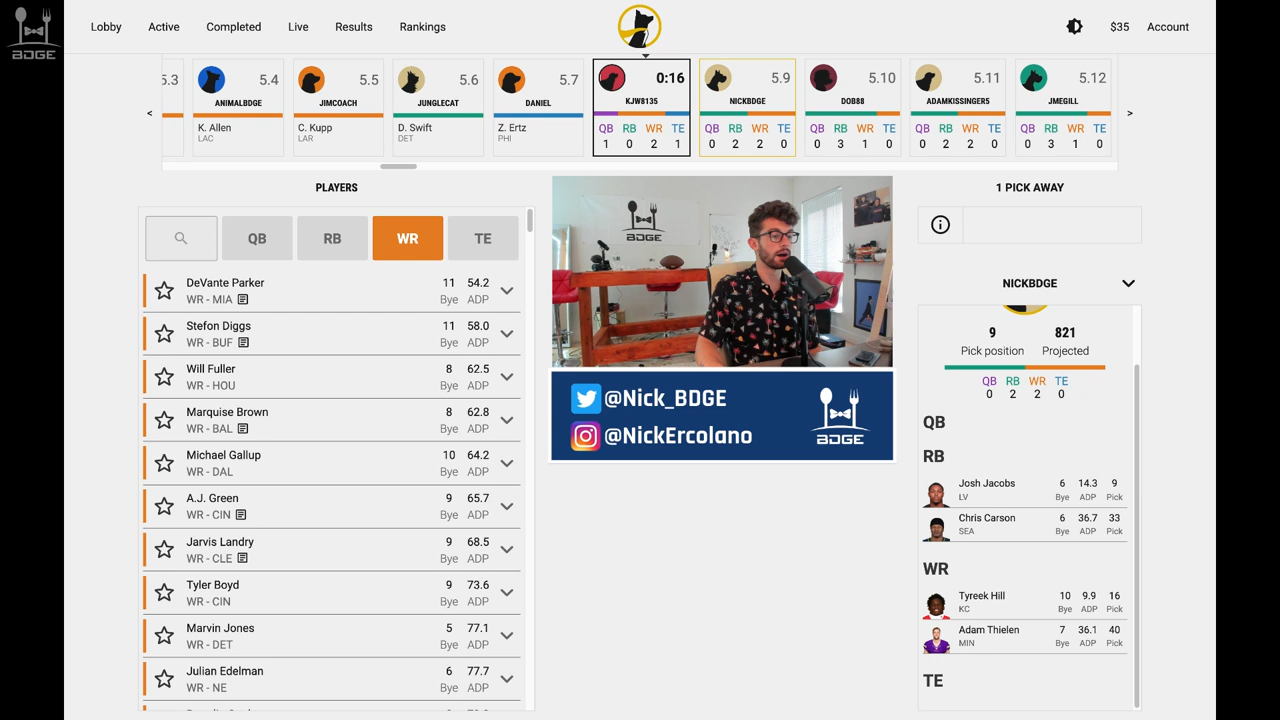 BDGE
Lobby
Active
Completed
Live
Results
Rankings
$35
Account
5.3
5.4
ANIMALBDGE
K. Allen
LAC
5.5
JIMCOACH
C. Kupp
LAR
5.6
JUNGLECAT
D. Swift
DET
5.7
DANIEL
Z. Ertz
PHI
0:16
KJW8135
QB RB WR TE
1 0 2 1
5.9
NICKBDGE
QB RB WR TE
0 2 2 0
5.10
DOB88
QB RB WR TE
0 3 1 0
5.11
ADAMKISSINGER5
QB RB WR TE
0 2 2 0
5.12
JMEGILL
QB RB WR TE
0 3 1 0
< >
PLAYERS
QB RB WR TE
DeVante Parker 11 54.2
WR - MIA Bye ADP
Stefon Diggs 11 58.0
WR - BUF Bye ADP
Will Fuller 8 62.5
WR - HOU Bye ADP
Marquise Brown 8 62.8
WR - BAL Bye ADP
Michael Gallup 10 64.2
WR - DAL Bye ADP
A.J. Green 9 65.7
WR - CIN Bye ADP
Jarvis Landry 9 68.5
WR - CLE Bye ADP
Tyler Boyd 9 73.6
WR - CIN Bye ADP
Marvin Jones 5 77.1
WR - DET Bye ADP
Julian Edelman 6 77.7
WR - NE Bye ADP
BDGE
@Nick_BDGE
@NickErcolano
BDGE
1 PICK AWAY
NICKBDGE
9 821
Pick position Projected
QB RB WR TE
0 2 2 0
QB
RB
Josh Jacobs 6 14.3 9
LV Bye ADP Pick
Chris Carson 6 36.7 33
SEA Bye ADP Pick
WR
Tyreek Hill 10 9.9 16
KC Bye ADP Pick
Adam Thielen 7 36.1 40
MIN Bye ADP Pick
TE